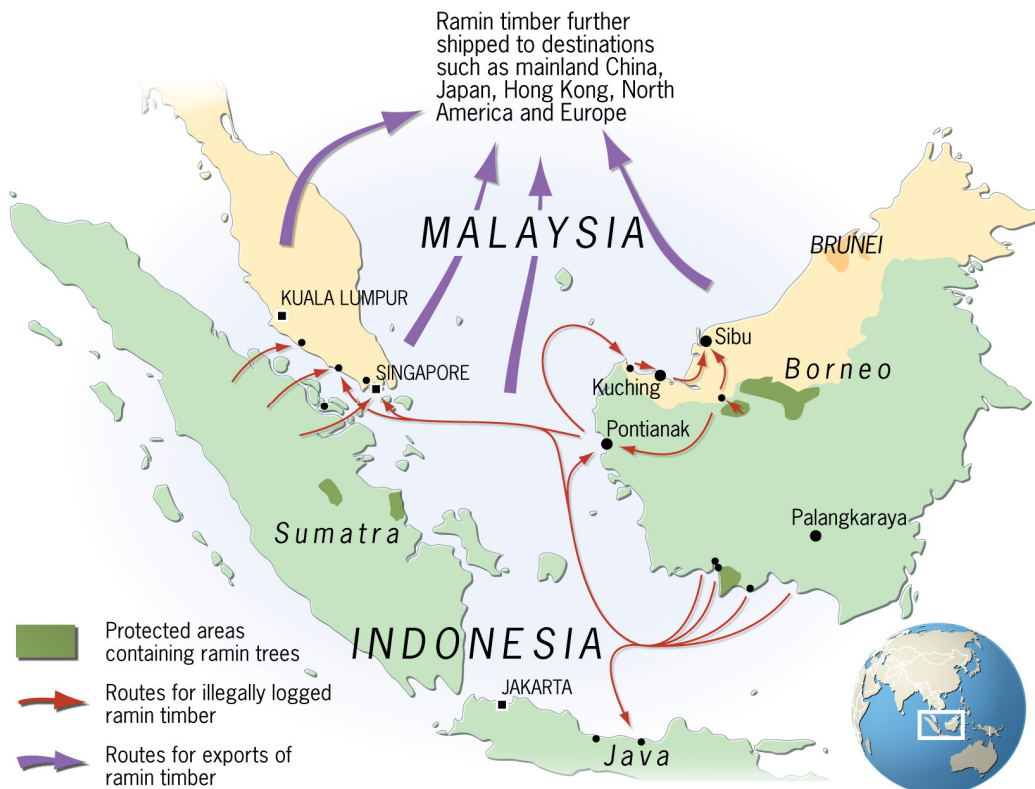 Ramin timber further
shipped to destinations
such as mainland China,
Japan, Hong Kong, North
America and Europe
MALAYSIA
BRUNEI
KUALA LUMPUR
Sibu
SINGAPORE
Kuching
Borneo
Pontianak
Sumatra
Palangkaraya
INDONESIA
JAKARTA
Java
Protected areas
containing ramin trees
Routes for illegally logged
ramin timber
Routes for exports of
ramin timber